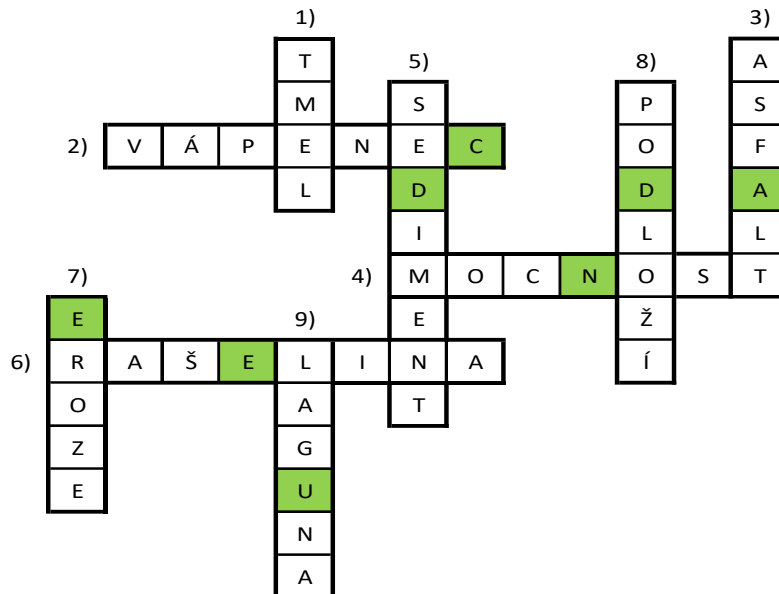 1) 3)
T 5) 8) A
M S P S
2) V Á P E N E C O F
L D D A
I L L
7) 4) M O C N O S T
E 9) E Ž
6) R A Š E L I N A Í
O A T
Z G
E U
N
A